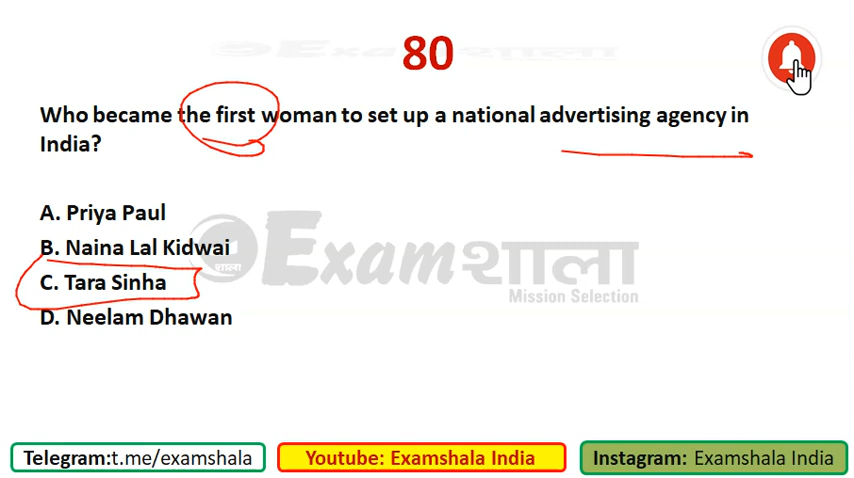 80
Who became the first woman to set up a national advertising agency in
India?
A. Priya Paul
B. Naina Lal Kidwai
C. Tara Sinha
D. Neelam Dhawan
शाला
Examशाला
Mission Selection
Telegram:t.me/examshala
Youtube: Examshala India
Instagram: Examshala India